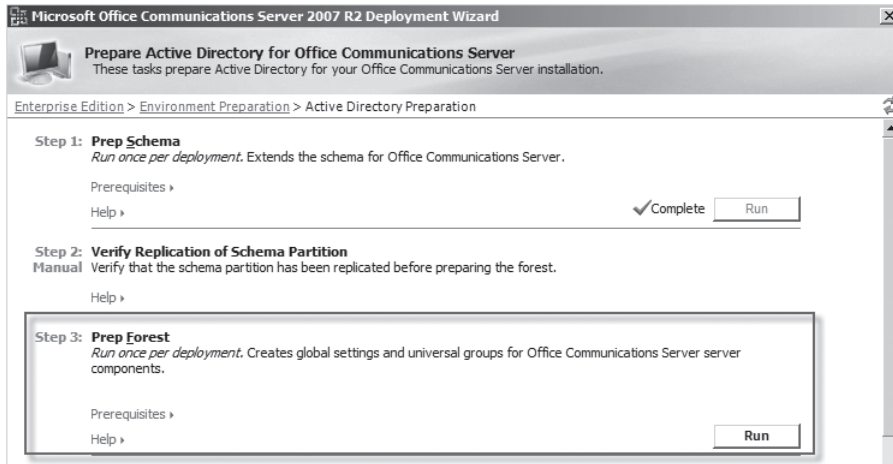 Microsoft Office Communications Server 2007 R2 Deployment Wizard
Prepare Active Directory for Office Communications Server
These tasks prepare Active Directory for your Office Communications Server installation.
Enterprise Edition > Environment Preparation > Active Directory Preparation
Step 1: Prep Schema
Run once per deployment. Extends the schema for Office Communications Server.
Prerequisites
Help
Complete Run
Step 2: Verify Replication of Schema Partition
Manual Verify that the schema partition has been replicated before preparing the forest.
Help
Step 3: Prep Forest
Run once per deployment. Creates global settings and universal groups for Office Communications Server server
components.
Prerequisites
Help
Run